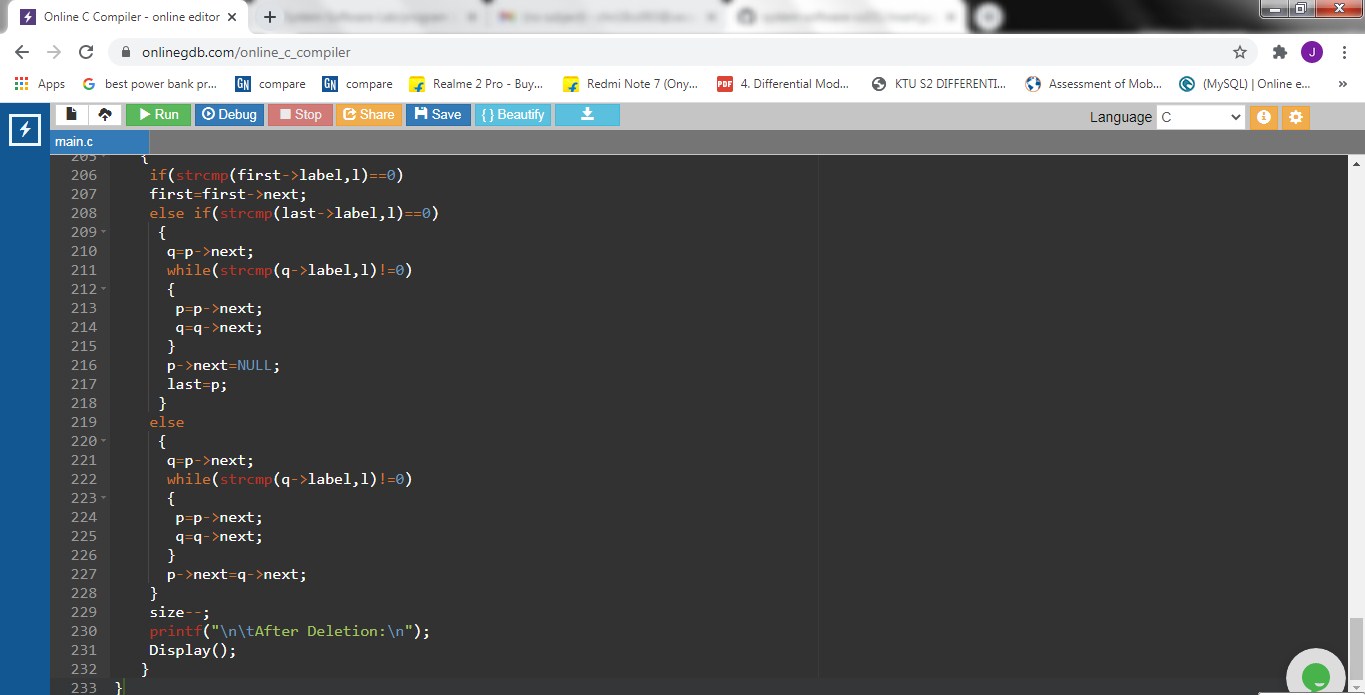 Online C Compiler - online editor
onlinegdb.com/online_c_compiler
J
Apps
G best power bank pr...
GN compare
GN compare
Realme 2 Pro - Buy...
Redmi Note 7 (Ony...
PDF 4. Differential Mod...
KTU S2 DIFFERENTI...
Assessment of Mob...
(MySQL) | Online e...
»
Run Debug Stop Share Save { } Beautify
Language C
main.c
205 {
206 if(strcmp(first->label,l)==0)
207 first=first->next;
208 else if(strcmp(last->label,l)==0)
209 {
210 q=p->next;
211 while(strcmp(q->label,l)!=0)
212 {
213 p=p->next;
214 q=q->next;
215 }
216 p->next=NULL;
217 last=p;
218 }
219 else
220 {
221 q=p->next;
222 while(strcmp(q->label,l)!=0)
223 {
224 p=p->next;
225 q=q->next;
226 }
227 p->next=q->next;
228 }
229 size--;
230 printf("\n\tAfter Deletion:\n");
231 Display();
232 }
233 }